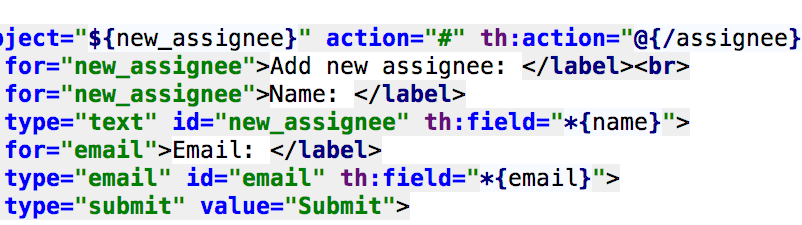 ject="${new_assignee}" action="#" th:action="@{/assignee}
for="new_assignee">Add new assignee: </label><br>
for="new_assignee">Name: </label>
type="text" id="new_assignee" th:field="*{name}">
for="email">Email: </label>
type="email" id="email" th:field="*{email}">
type="submit" value="Submit">